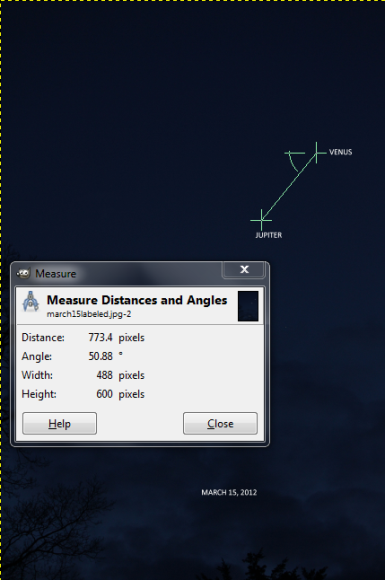 VENUS
JUPITER
Measure
Measure Distances and Angles
march15labeled.jpg-2
Distance: 773.4 pixels
Angle: 50.88 °
Width: 488 pixels
Height: 600 pixels
Help
Close
MARCH 15, 2012